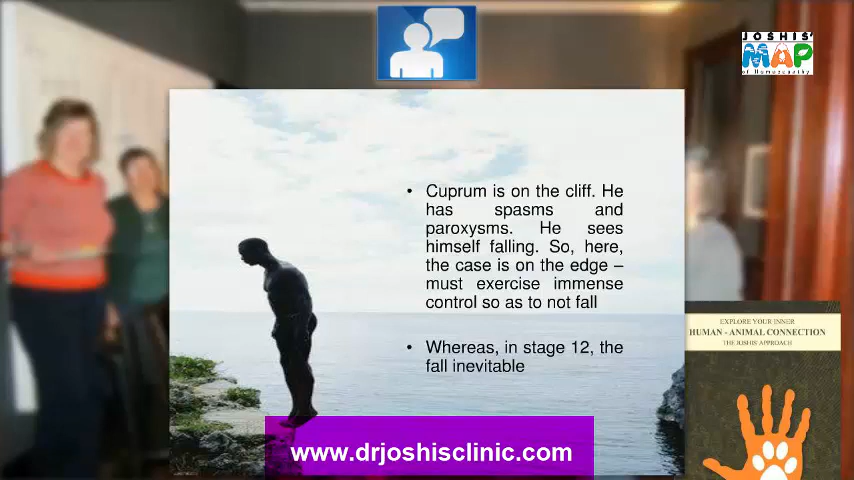 JOSHIS'
MAP
of Homoeopathy
• Cuprum is on the cliff. He
has spasms and
paroxysms. He sees
himself falling. So, here,
the case is on the edge –
must exercise immense
control so as to not fall
• Whereas, in stage 12, the
fall inevitable
EXPLORE YOUR INNER
HUMAN - ANIMAL CONNECTION
THE JOSHIS APPROACH
www.drjoshisclinic.com